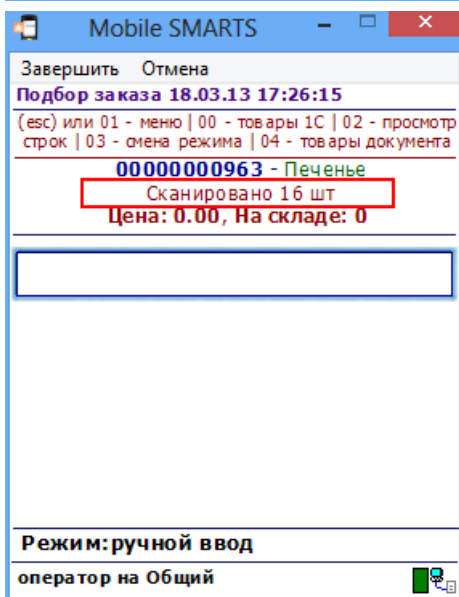 Mobile SMARTS
Завершить Отмена
Подбор заказа 18.03.13 17:26:15
(esc) или 01 - меню | 00 - товары 1С | 02 - просмотр
строк | 03 - смена режима | 04 - товары документа
00000000963 - Печенье
Сканировано 16 шт
Цена: 0.00, На складе: 0
Режим:ручной ввод
оператор на Общий